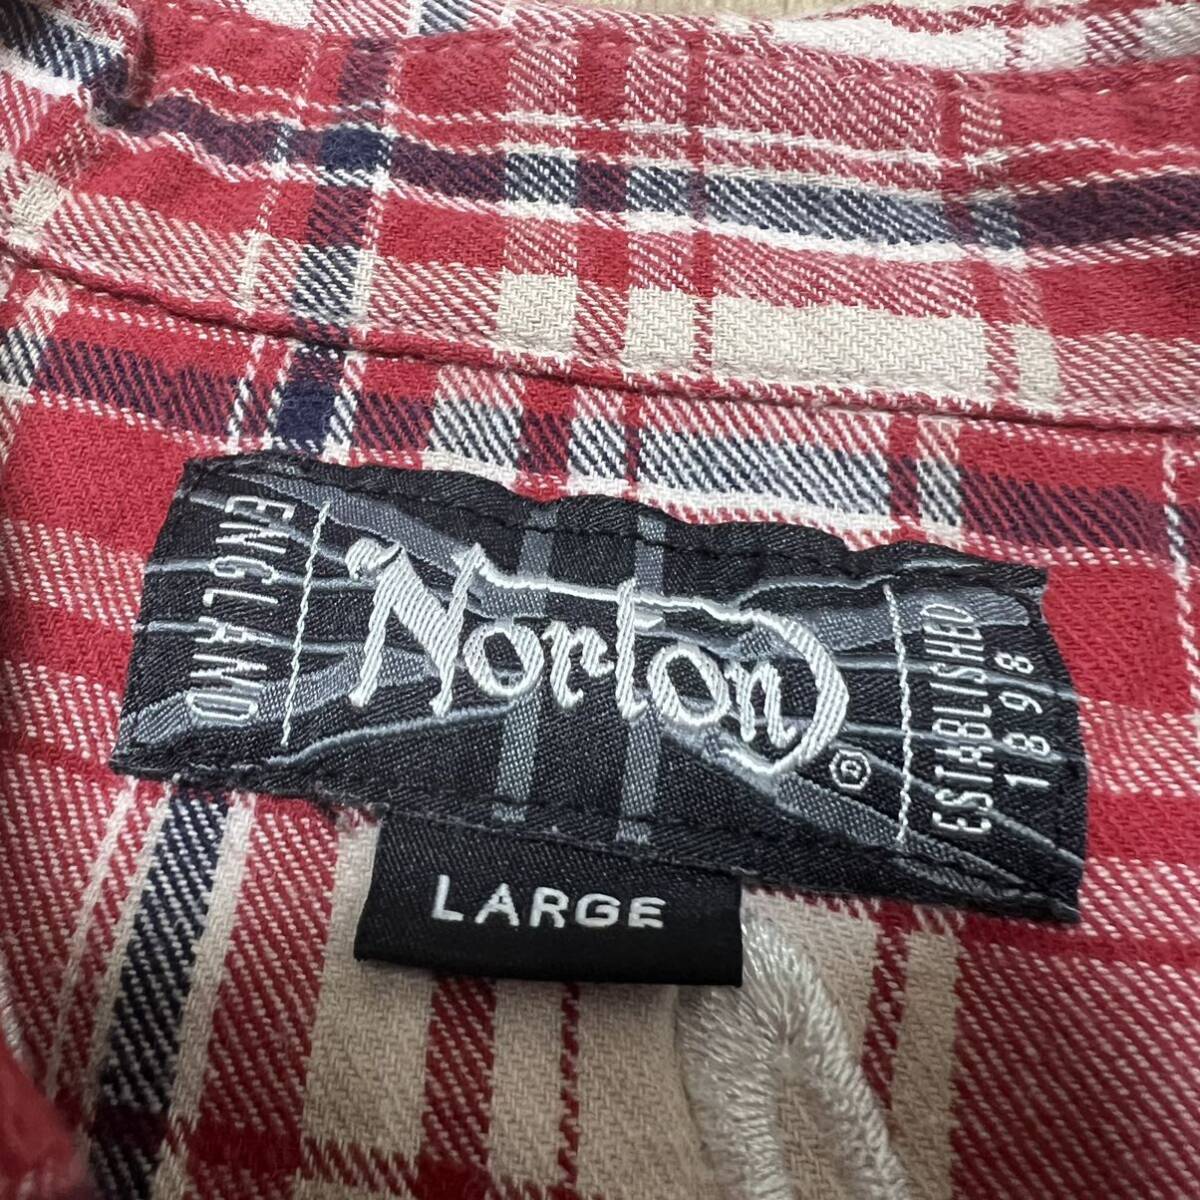 ENGLAND
Norton®
ESTABLISHED
1898
LARGE